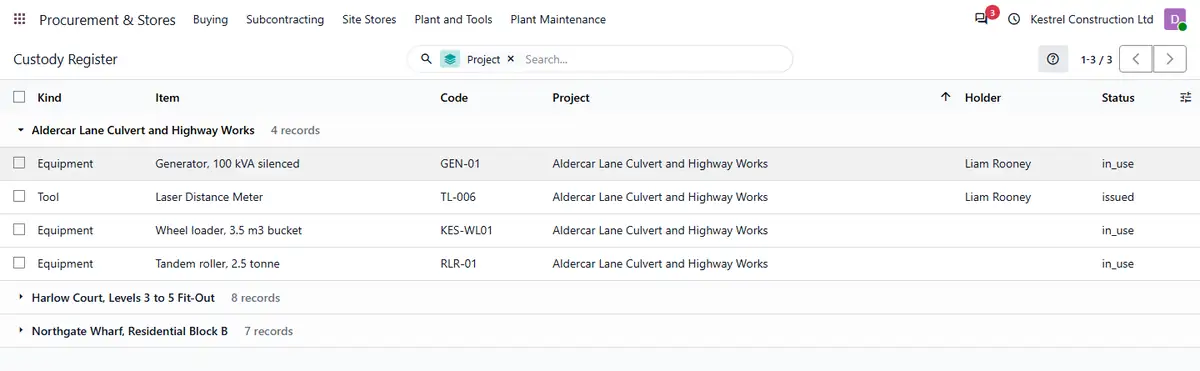 Procurement & Stores Buying Subcontracting Site Stores Plant and Tools Plant Maintenance 3 Kestrel Construction Ltd D
Custody Register Project × Search... 1-3 / 3
Kind Item Code Project Holder Status
Aldercar Lane Culvert and Highway Works 4 records
Equipment Generator, 100 kVA silenced GEN-01 Aldercar Lane Culvert and Highway Works Liam Rooney in_use
Tool Laser Distance Meter TL-006 Aldercar Lane Culvert and Highway Works Liam Rooney issued
Equipment Wheel loader, 3.5 m3 bucket KES-WL01 Aldercar Lane Culvert and Highway Works in_use
Equipment Tandem roller, 2.5 tonne RLR-01 Aldercar Lane Culvert and Highway Works in_use
Harlow Court, Levels 3 to 5 Fit-Out 8 records
Northgate Wharf, Residential Block B 7 records